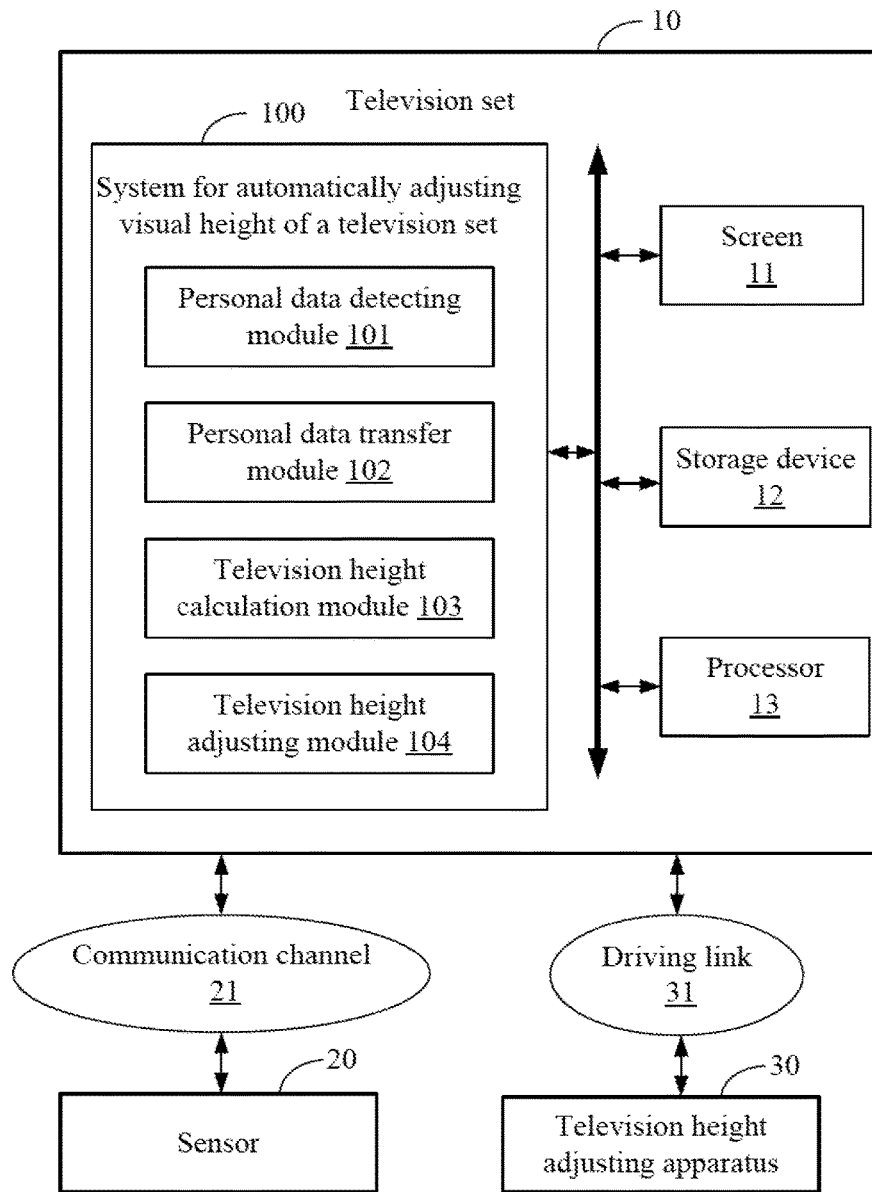 10
Television set
100
System for automatically adjusting
visual height of a television set
Personal data detecting
module 101
Personal data transfer
module 102
Television height
calculation module 103
Television height
adjusting module 104
Screen
11
Storage device
12
Processor
13
Communication channel
21
Driving link
31
20
Sensor
30
Television height
adjusting apparatus